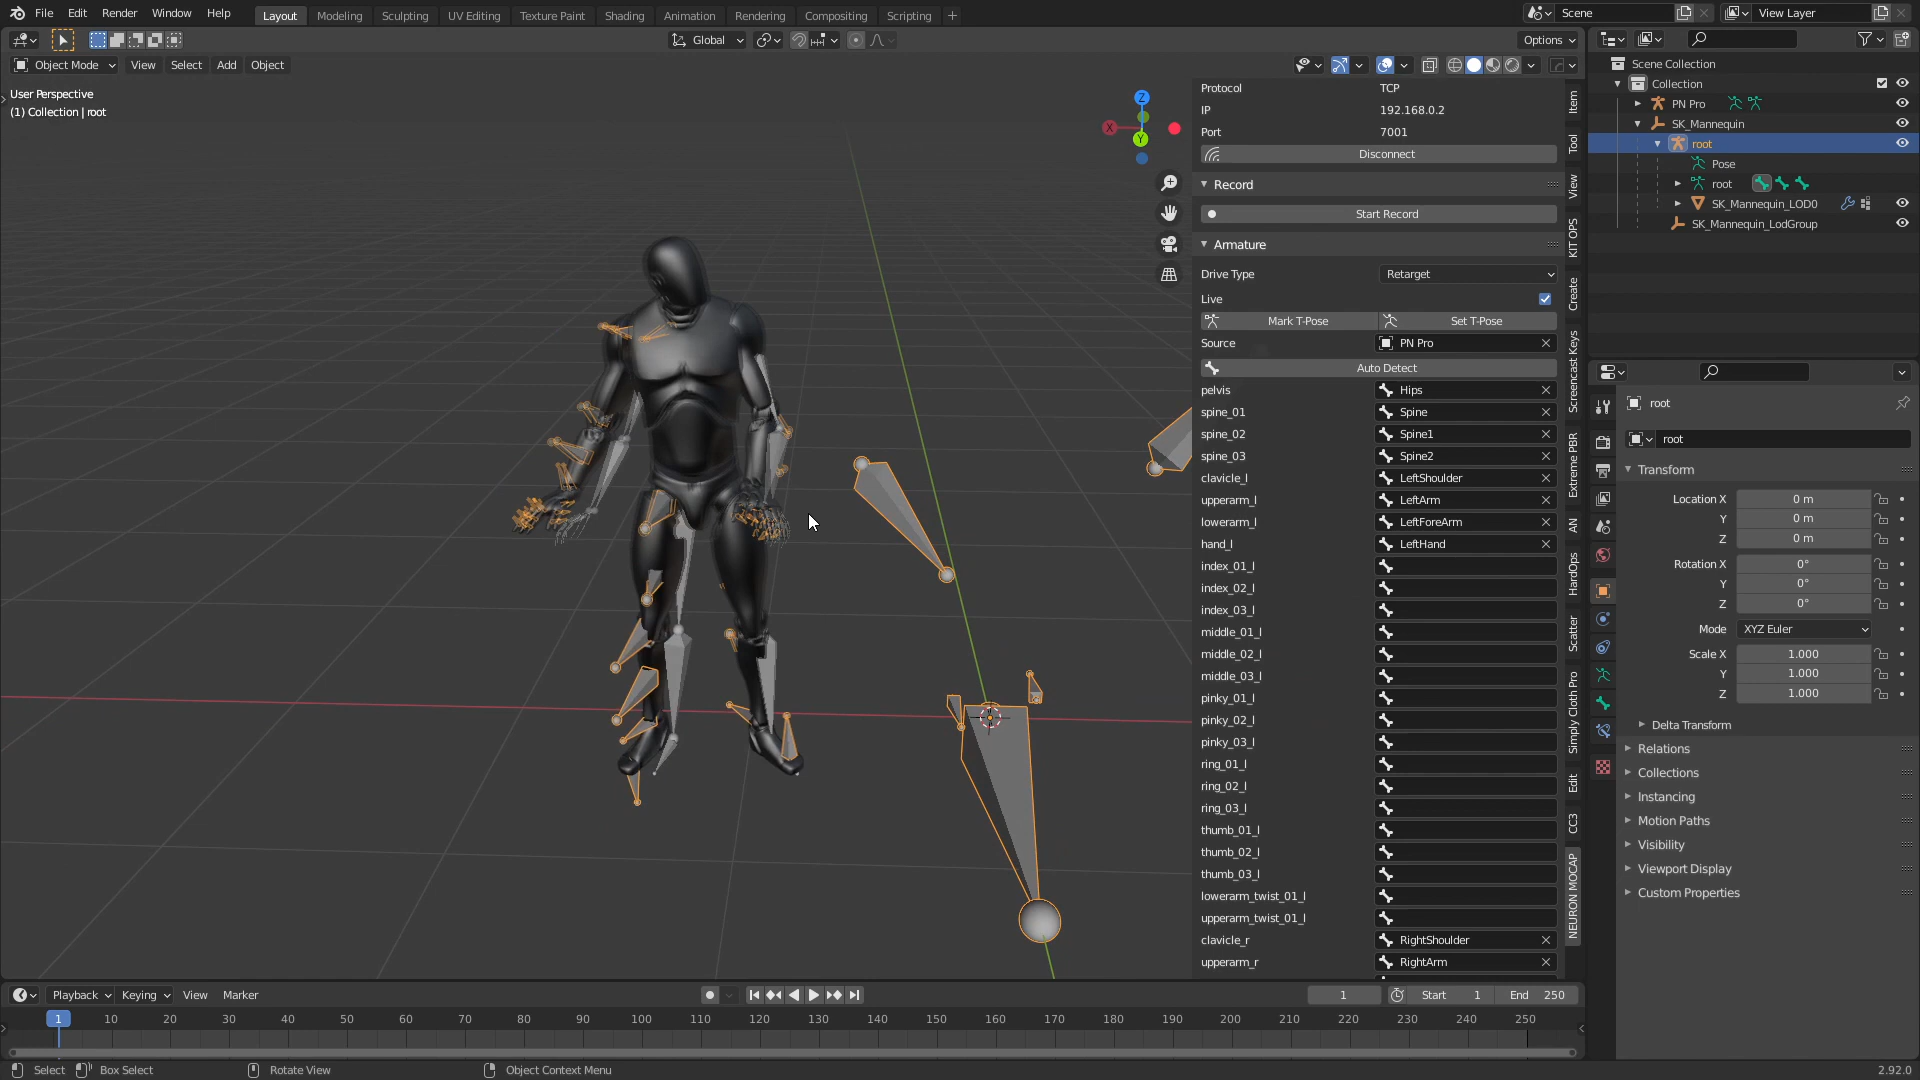 File Edit Render Window Help Layout Modeling Sculpting UV Editing Texture Paint Shading Animation Rendering Compositing Scripting + Scene View Layer
Global Options
Object Mode View Select Add Object
User Perspective
(1) Collection | root
Z
X
Y
Protocol TCP
IP 192.168.0.2
Port 7001
Disconnect
Record
Start Record
Armature
Drive Type Retarget
Live
Mark T-Pose Set T-Pose
Source PN Pro
Auto Detect
pelvis Hips
spine_01 Spine
spine_02 Spine1
spine_03 Spine2
clavicle_l LeftShoulder
upperarm_l LeftArm
lowerarm_l LeftForeArm
hand_l LeftHand
index_01_l
index_02_l
index_03_l
middle_01_l
middle_02_l
middle_03_l
pinky_01_l
pinky_02_l
pinky_03_l
ring_01_l
ring_02_l
ring_03_l
thumb_01_l
thumb_02_l
thumb_03_l
lowerarm_twist_01_l
upperarm_twist_01_l
clavicle_r RightShoulder
upperarm_r RightArm
Item
Tool
View
KIT OPS
Create
Screencast Keys
Extreme PBR
AN
HardOps
Scatter
Simply Cloth Pro
Edit
CC3
NEURON MOCAP
Scene Collection
Collection
PN Pro
SK_Mannequin
root
Pose
root
SK_Mannequin_LOD0
SK_Mannequin_LodGroup
root
root
Transform
Location X 0 m
Y 0 m
Z 0 m
Rotation X 0°
Y 0°
Z 0°
Mode XYZ Euler
Scale X 1.000
Y 1.000
Z 1.000
Delta Transform
Relations
Collections
Instancing
Motion Paths
Visibility
Viewport Display
Custom Properties
Playback Keying View Marker 1 Start 1 End 250
1 10 20 30 40 50 60 70 80 90 100 110 120 130 140 150 160 170 180 190 200 210 220 230 240 250
Select Box Select Rotate View Object Context Menu 2.92.0